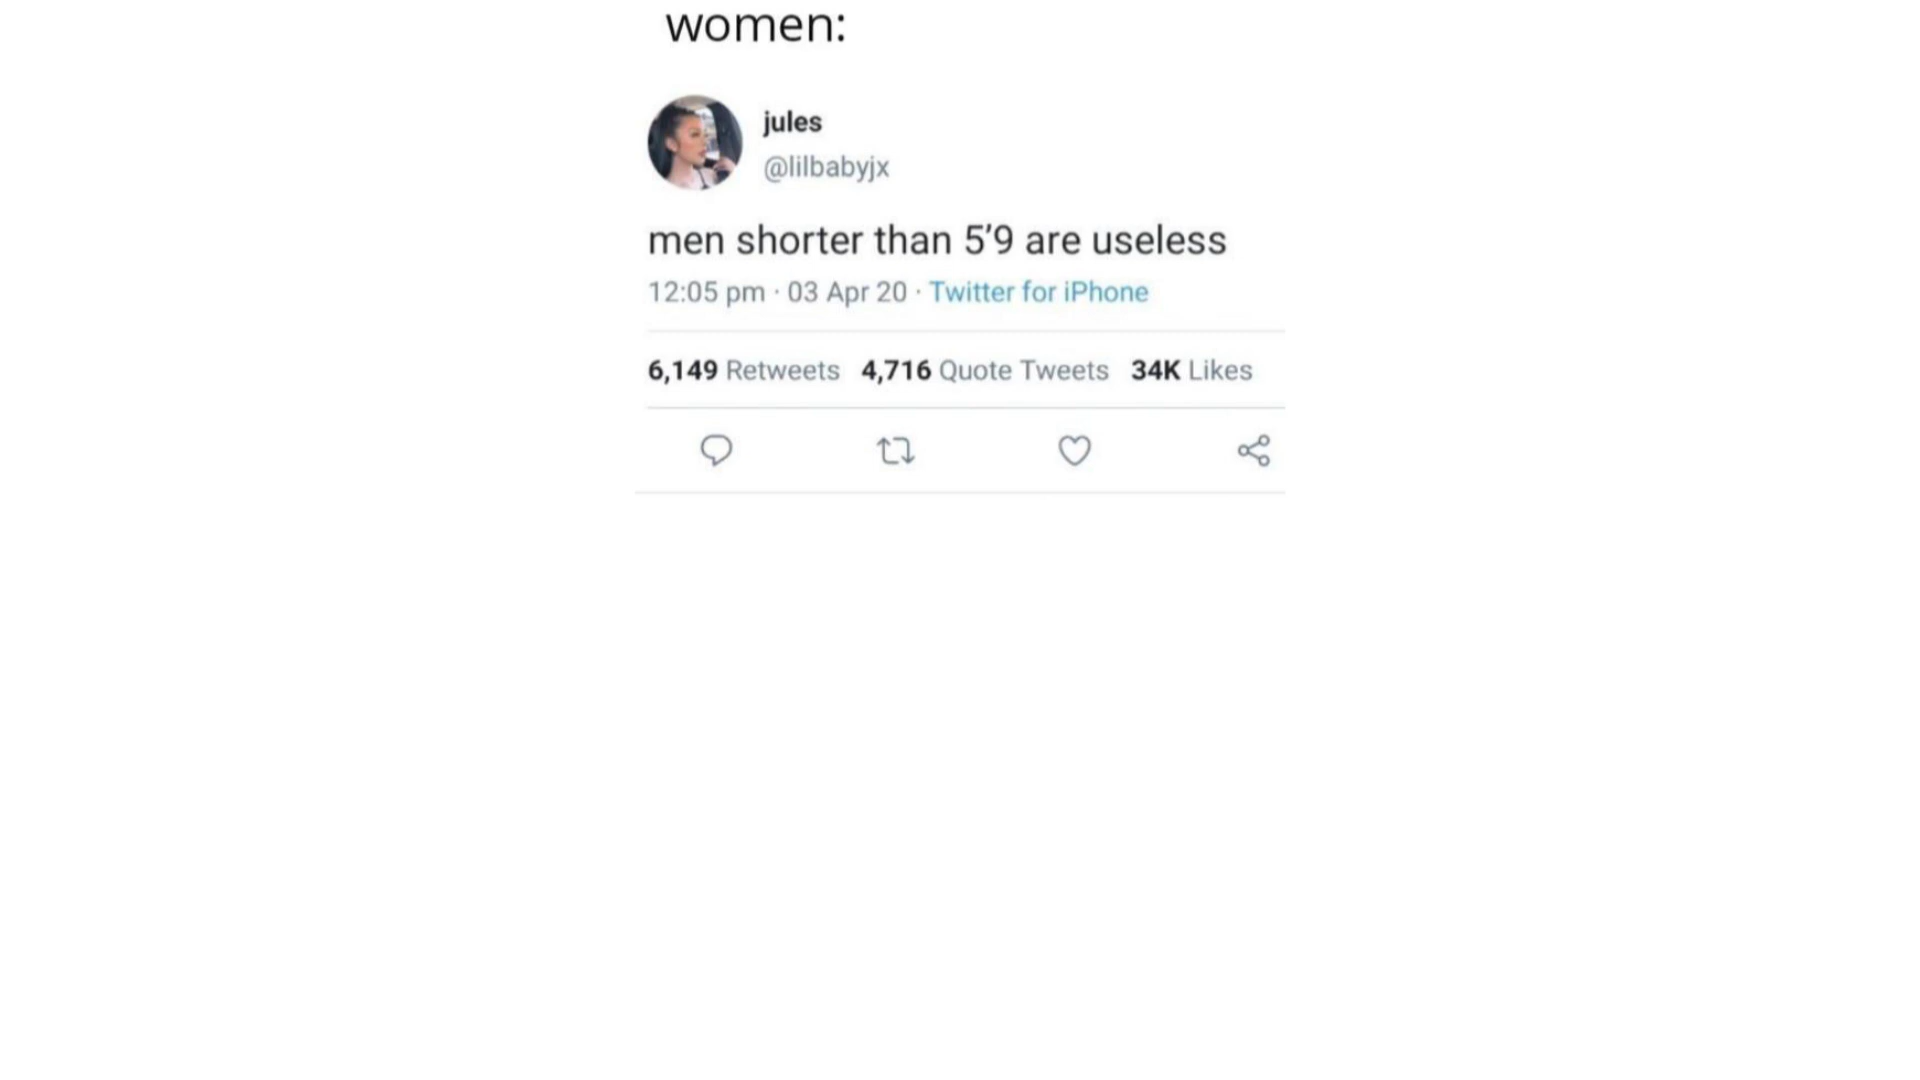 women:
jules
@lilbabyjx
men shorter than 5'9 are useless
12:05 pm · 03 Apr 20 · Twitter for iPhone
6,149 Retweets 4,716 Quote Tweets 34K Likes